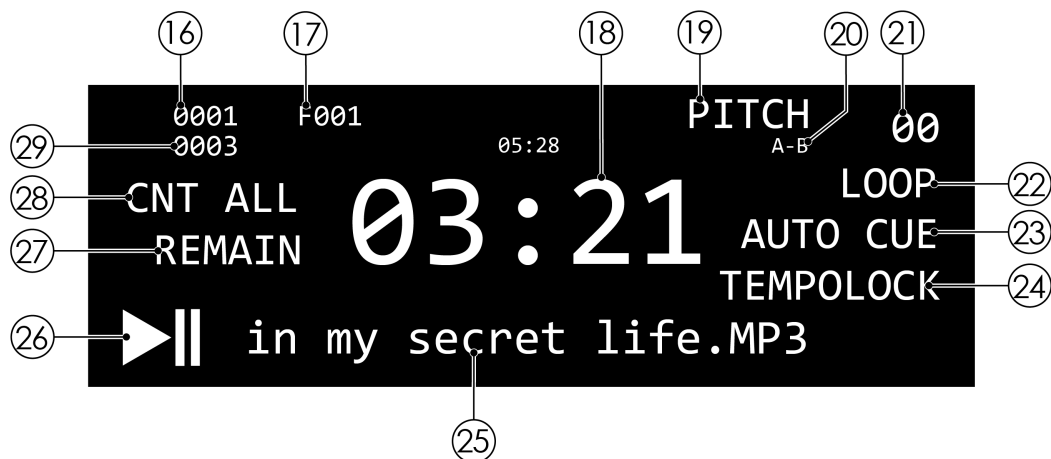 16 17 18 19 20 21
0001 F001 PITCH 00
29 0003 05:28 A-B
28 CNT ALL 03:21 LOOP 22
27 REMAIN AUTO CUE 23
TEMPOLOCK 24
26 in my secret life.MP3
25